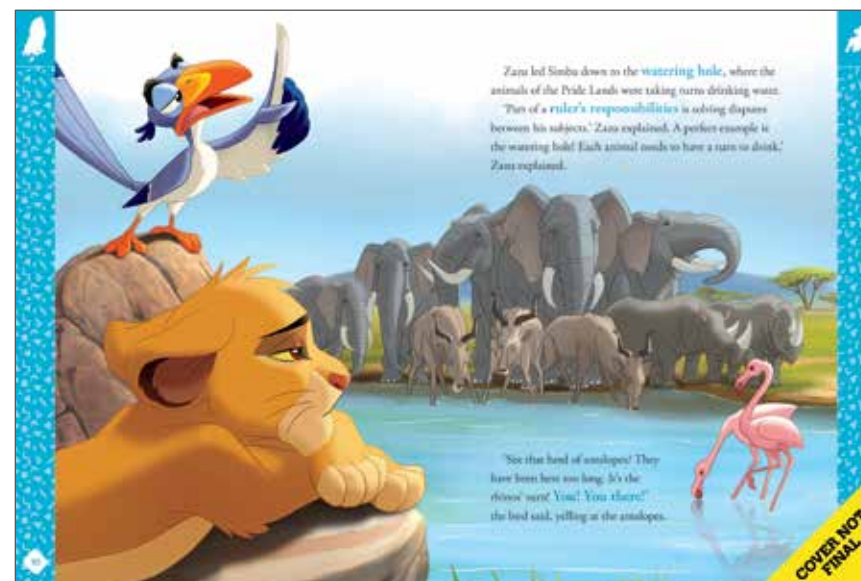 Zazu led Simba down to the watering hole, where the
animals of the Pride Lands were taking turns drinking water.
'Part of a ruler's responsibilities is solving disputes
between his subjects.' Zazu explained. A perfect example is
the watering hole! Each animal needs to have a turn to drink,'
Zazu explained.
'See that herd of antelopes? They
have been here too long. It's the
rhinos' turn! You! You there!'
the bird said, yelling at the antelopes.
10
COVER NOT
FINAL